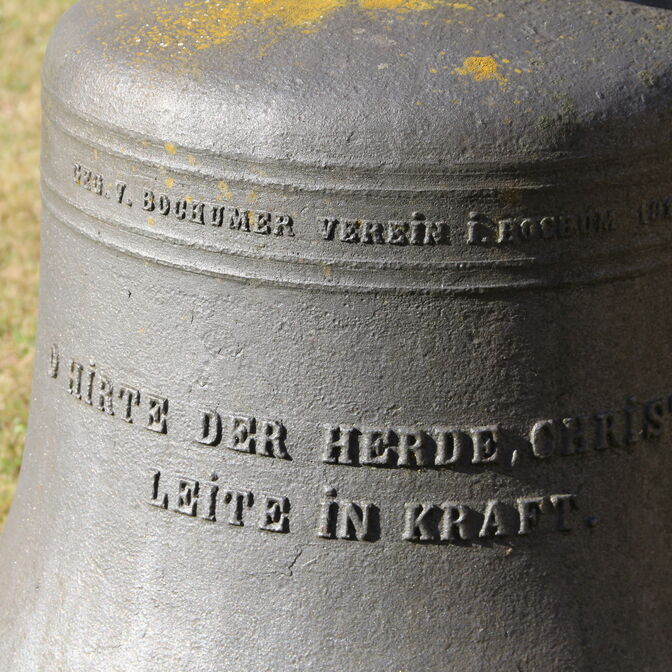 GEG. V. BOCHUMER VEREIN i. BOCHUM
O HiRTE DER HERDE, CHRIST
LEiTE iN KRAFT.